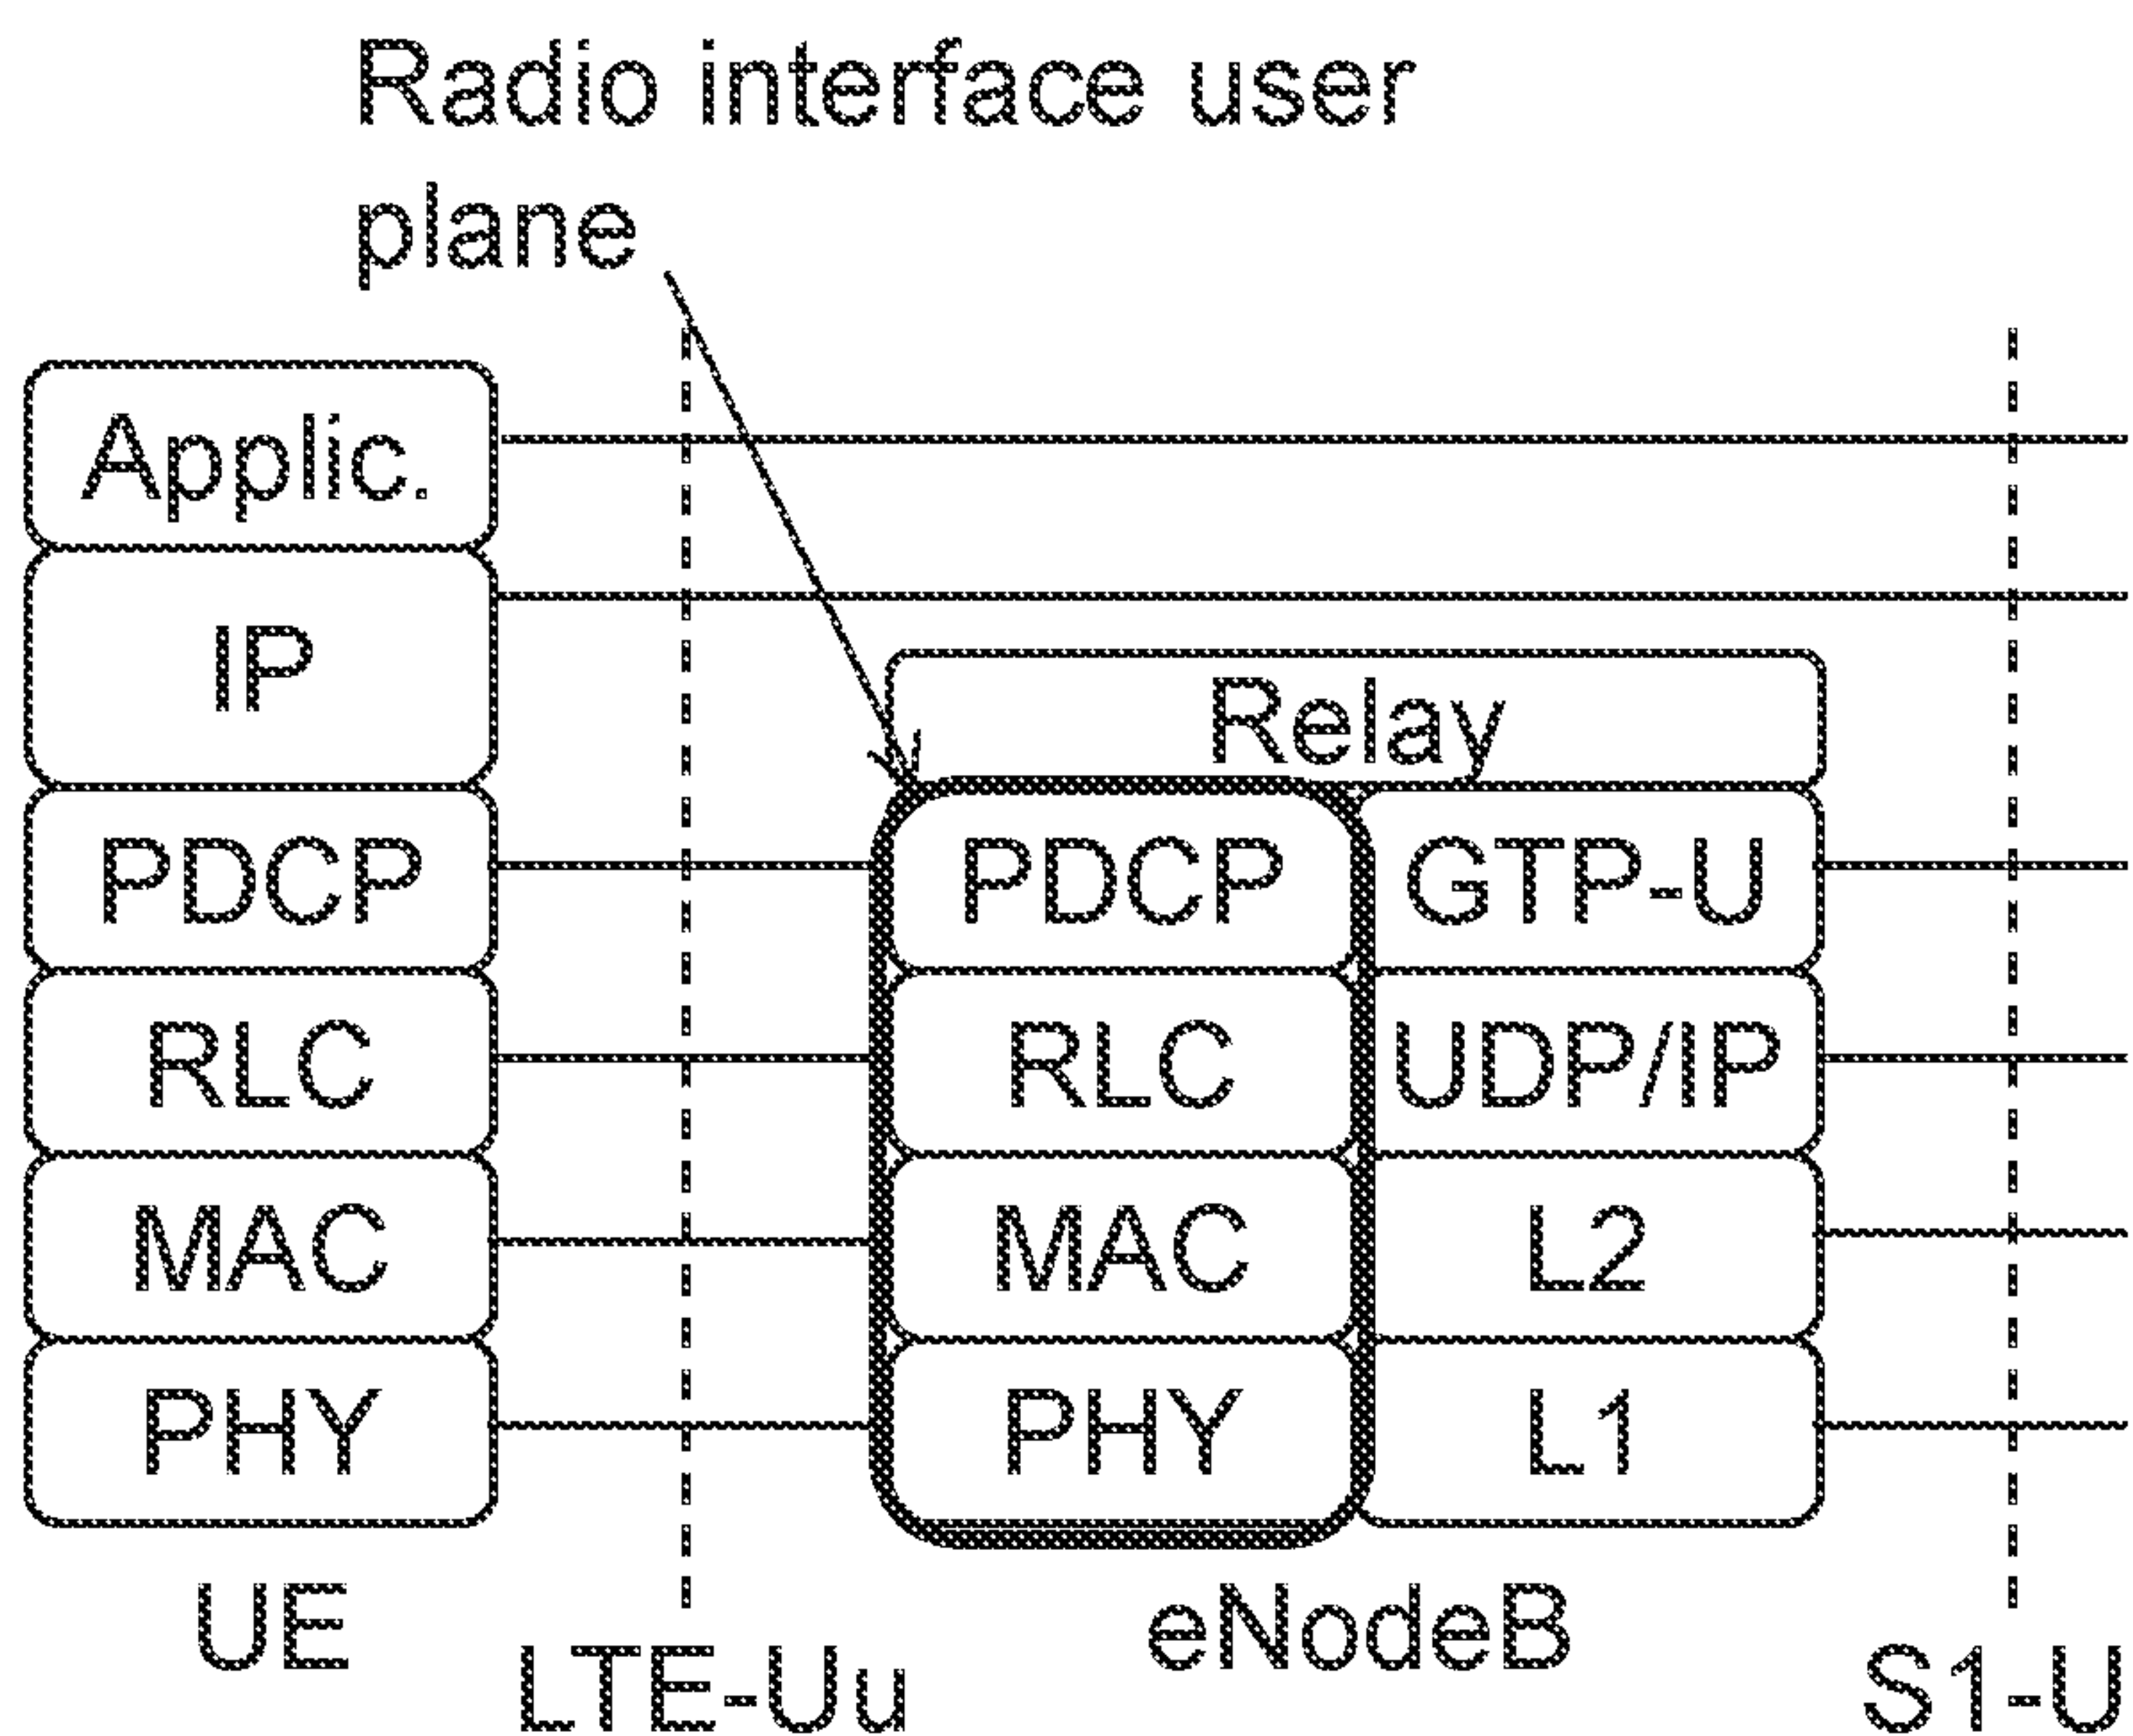 Radio interface user
plane
Applic.
IP
Relay
PDCP
PDCP
GTP-U
RLC
RLC
UDP/IP
MAC
MAC
L2
PHY
PHY
L1
UE
LTE-Uu
eNodeB
S1-U